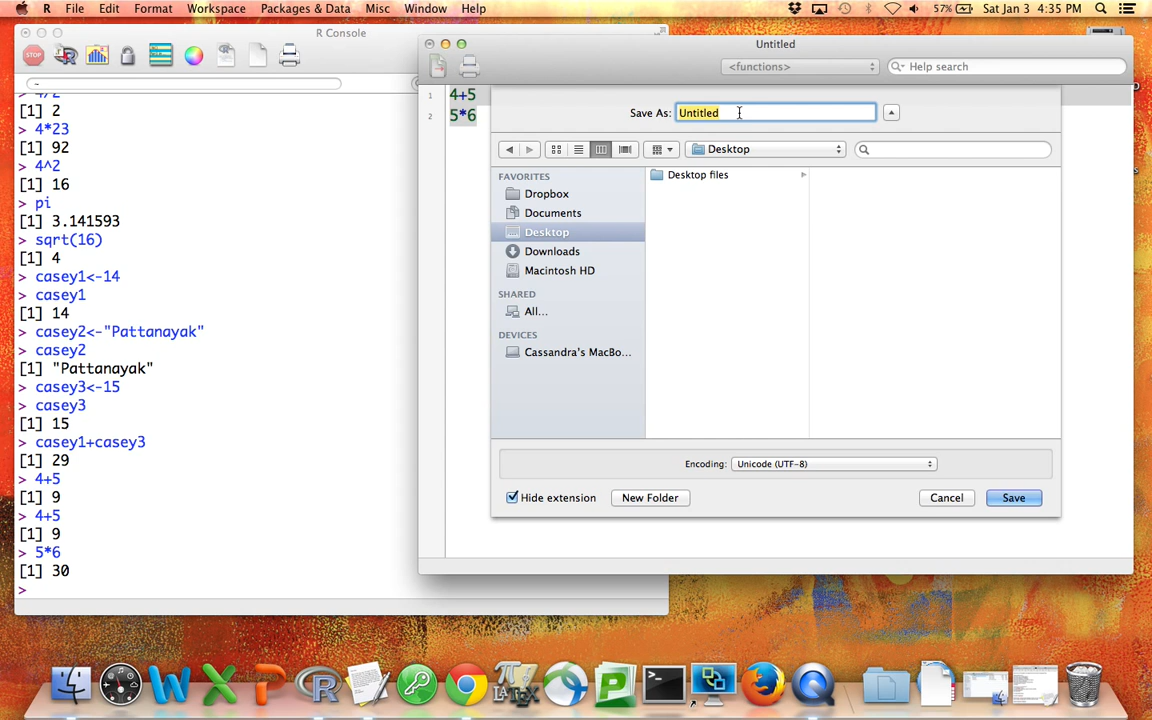 R File Edit Format Workspace Packages & Data Misc Window Help 57% Sat Jan 3 4:35 PM
R Console
STOP
~
[1] 2
> 4*23
[1] 92
> 4^2
[1] 16
> pi
[1] 3.141593
> sqrt(16)
[1] 4
> casey1<-14
> casey1
[1] 14
> casey2<-"Pattanayak"
> casey2
[1] "Pattanayak"
> casey3<-15
> casey3
[1] 15
> casey1+casey3
[1] 29
> 4+5
[1] 9
> 4+5
[1] 9
> 5*6
[1] 30
>
Untitled
<functions> Help search
1 4+5
2 5*6
Save As: Untitled
Desktop
FAVORITES
Dropbox
Documents
Desktop
Downloads
Macintosh HD
SHARED
All...
DEVICES
Cassandra's MacBo...
Desktop files
Encoding: Unicode (UTF-8)
Hide extension New Folder Cancel Save